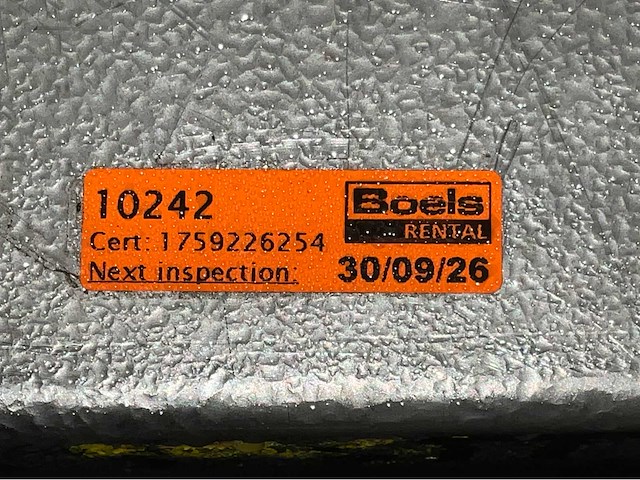 10242
Boels
RENTAL
Cert: 1759226254
Next inspection: 30/09/26